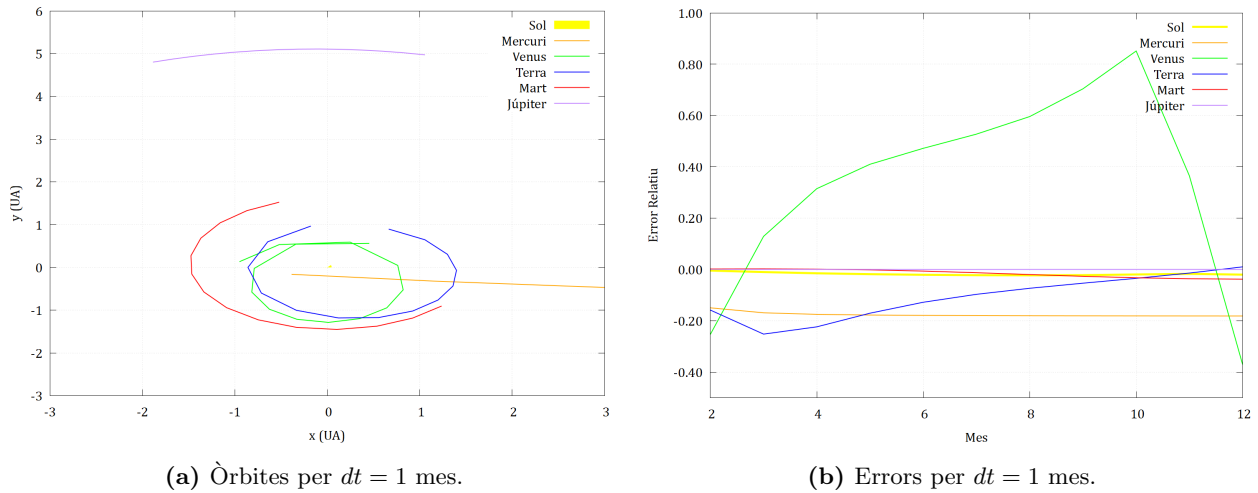 6
5
4
3
2
1
0
-1
-2
-3
-3
-2
-1
0
1
2
3
y (UA)
x (UA)
Sol
Mercuri
Venus
Terra
Mart
Júpiter
(a) Òrbites per dt = 1 mes.
1.00
0.80
0.60
0.40
0.20
0.00
-0.20
-0.40
2
4
6
8
10
12
Error Relatiu
Mes
Sol
Mercuri
Venus
Terra
Mart
Júpiter
(b) Errors per dt = 1 mes.